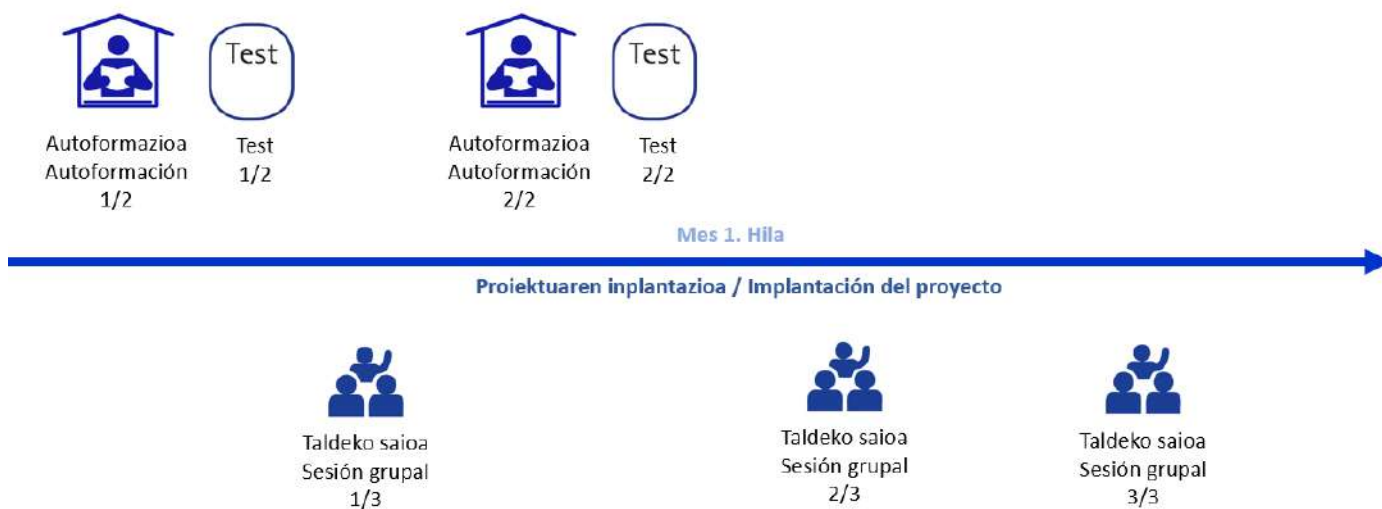 Test
Test
Autoformazioa
Autoformación
1/2
Test
1/2
Autoformazioa
Autoformación
2/2
Test
2/2
Mes 1. Hila
Proiektuaren inplantazioa / Implantación del proyecto
Taldeko saioa
Sesión grupal
1/3
Taldeko saioa
Sesión grupal
2/3
Taldeko saioa
Sesión grupal
3/3